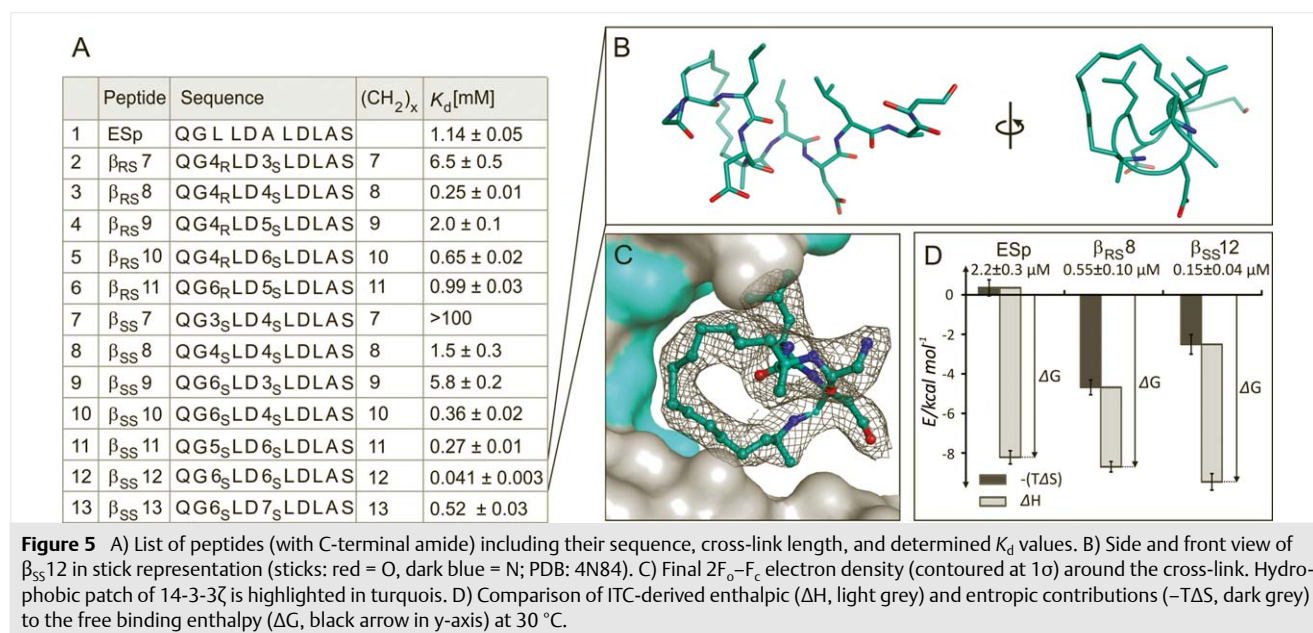 A
Peptide Sequence (CH2)x Kd[mM]
1 ESp QG L LD A LDLAS 1.14 ± 0.05
2 βRS7 QG4RLD3SLDLAS 7 6.5 ± 0.5
3 βRS8 QG4RLD4SLDLAS 8 0.25 ± 0.01
4 βRS9 QG4RLD5SLDLAS 9 2.0 ± 0.1
5 βRS10 QG4RLD6SLDLAS 10 0.65 ± 0.02
6 βRS11 QG6RLD5SLDLAS 11 0.99 ± 0.03
7 βSS7 QG3SLD4SLDLAS 7 >100
8 βSS8 QG4SLD4SLDLAS 8 1.5 ± 0.3
9 βSS9 QG6SLD3SLDLAS 9 5.8 ± 0.2
10 βSS10 QG6SLD4SLDLAS 10 0.36 ± 0.02
11 βSS11 QG5SLD6SLDLAS 11 0.27 ± 0.01
12 βSS12 QG6SLD6SLDLAS 12 0.041 ± 0.003
13 βSS13 QG6SLD7SLDLAS 13 0.52 ± 0.03
B
C
D
ESp βRS8 βSS12
2.2±0.3 µM 0.55±0.10 µM 0.15±0.04 µM
E/kcal mol-1
0
-2
-4
-6
-8
ΔG
ΔG
ΔG
-(TΔS)
ΔH
Figure 5 A) List of peptides (with C-terminal amide) including their sequence, cross-link length, and determined Kd values. B) Side and front view of
βSS12 in stick representation (sticks: red = O, dark blue = N; PDB: 4N84). C) Final 2Fo–Fc electron density (contoured at 1σ) around the cross-link. Hydro-
phobic patch of 14-3-3ζ is highlighted in turquois. D) Comparison of ITC-derived enthalpic (ΔH, light grey) and entropic contributions (–TΔS, dark grey)
to the free binding enthalpy (ΔG, black arrow in y-axis) at 30 °C.